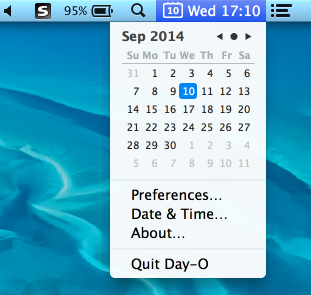 S 95% 10 Wed 17:10
Sep 2014
Su Mo Tu We Th Fr Sa
31 1 2 3 4 5 6
7 8 9 10 11 12 13
14 15 16 17 18 19 20
21 22 23 24 25 26 27
28 29 30 1 2 3 4
5 6 7 8 9 10 11
Preferences...
Date & Time...
About...
Quit Day-O